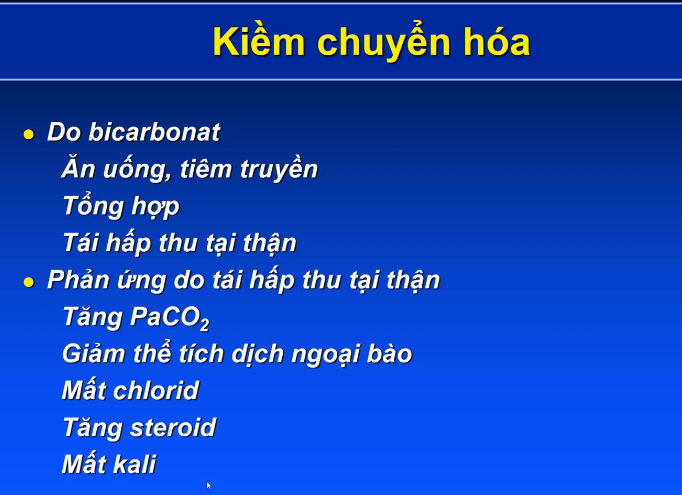 Kiềm chuyển hóa
Do bicarbonat
Ăn uống, tiêm truyền
Tổng hợp
Tái hấp thu tại thận
Phản ứng do tái hấp thu tại thận
Tăng PaCO₂
Giảm thể tích dịch ngoại bào
Mất chlorid
Tăng steroid
Mất kali